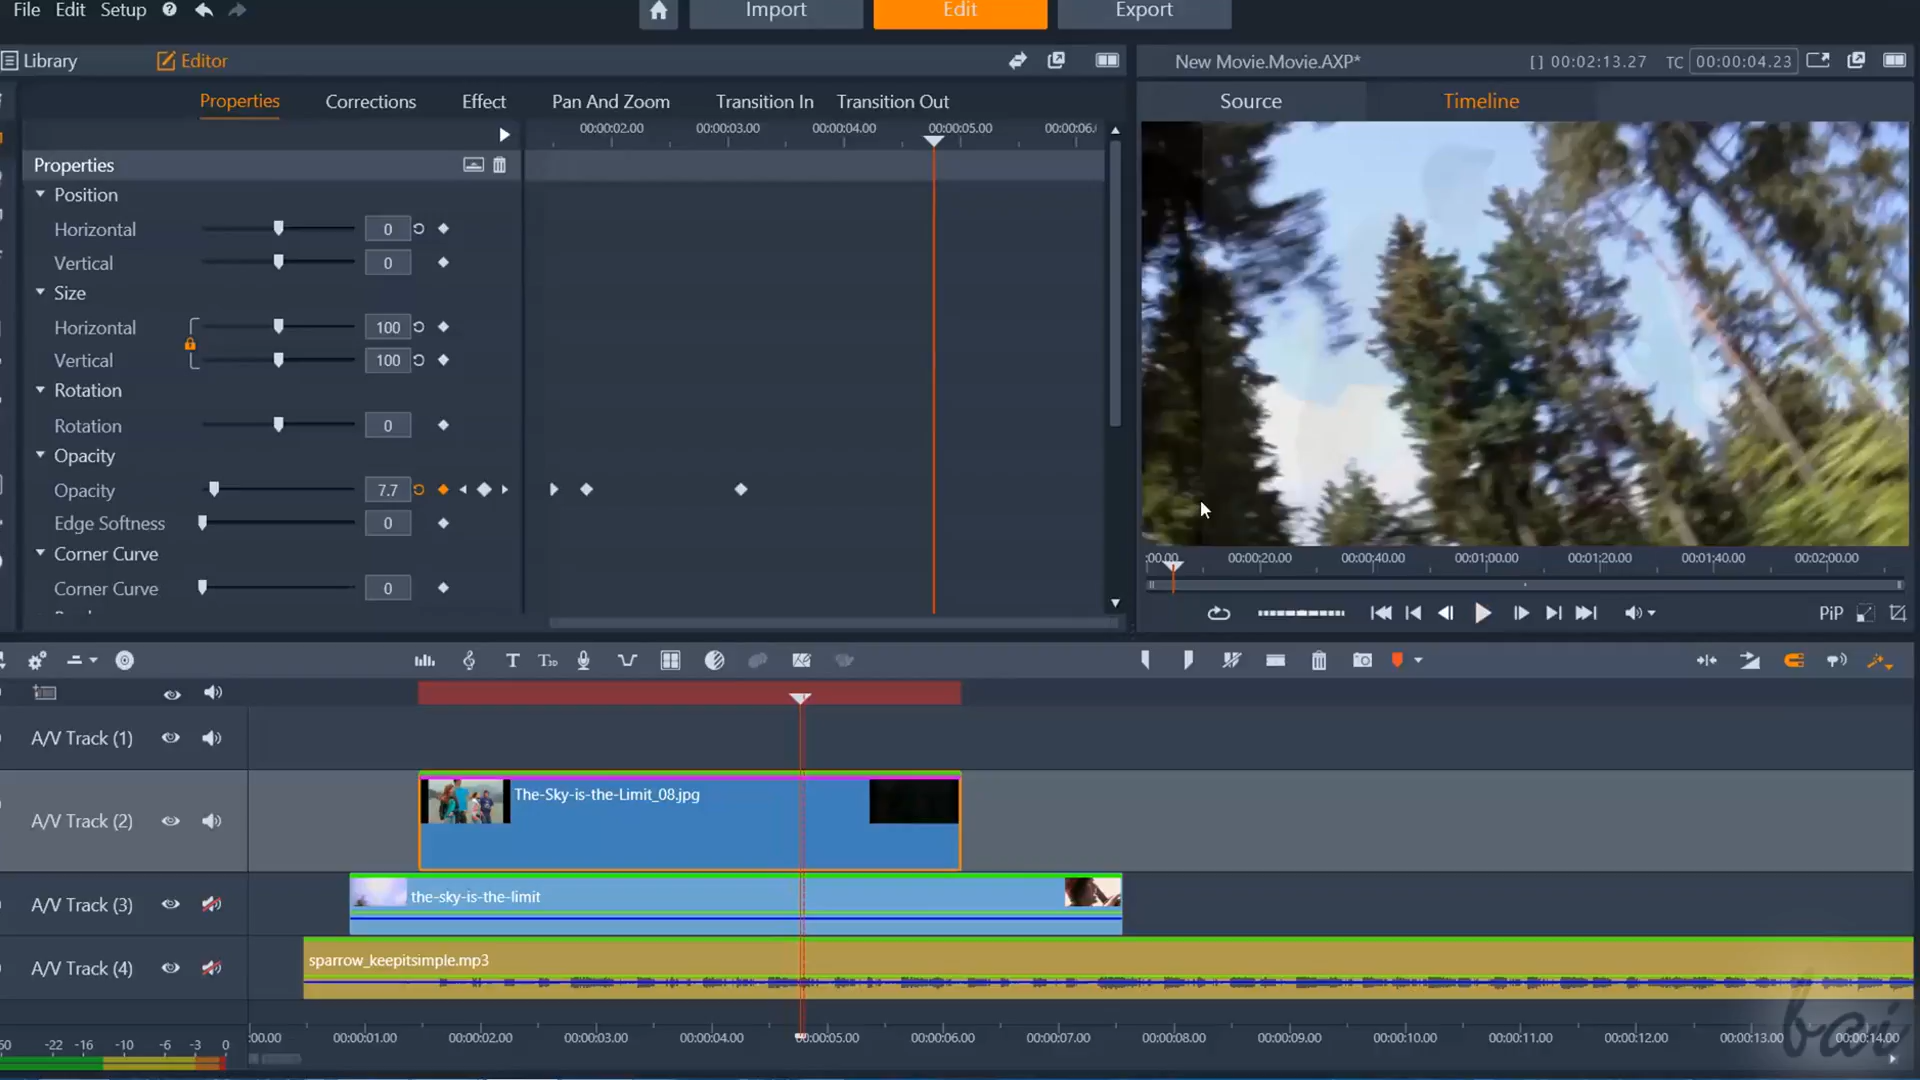 File Edit Setup
Import
Edit
Export
Library
Editor
New Movie.Movie.AXP*
[] 00:02:13.27
TC 00:00:04.23
Properties
Corrections
Effect
Pan And Zoom
Transition In
Transition Out
Source
Timeline
00:00:02.00 00:00:03.00 00:00:04.00 00:00:05.00 00:00:06.
Properties
Position
Horizontal 0
Vertical 0
Size
Horizontal 100
Vertical 100
Rotation
Rotation 0
Opacity
Opacity 7.7
Edge Softness 0
Corner Curve
Corner Curve 0
:00.00 00:00:20.00 00:00:40.00 00:01:00.00 00:01:20.00 00:01:40.00 00:02:00.00
PiP
T T3D
A/V Track (1)
A/V Track (2)
The-Sky-is-the-Limit_08.jpg
A/V Track (3)
the-sky-is-the-limit
A/V Track (4)
sparrow_keepitsimple.mp3
60 -22 -16 -10 -6 -3 0
:00.00 00:00:01.00 00:00:02.00 00:00:03.00 00:00:04.00 00:00:05.00 00:00:06.00 00:00:07.00 00:00:08.00 00:00:09.00 00:00:10.00 00:00:11.00 00:00:12.00 00:00:13.00 00:00:14.00